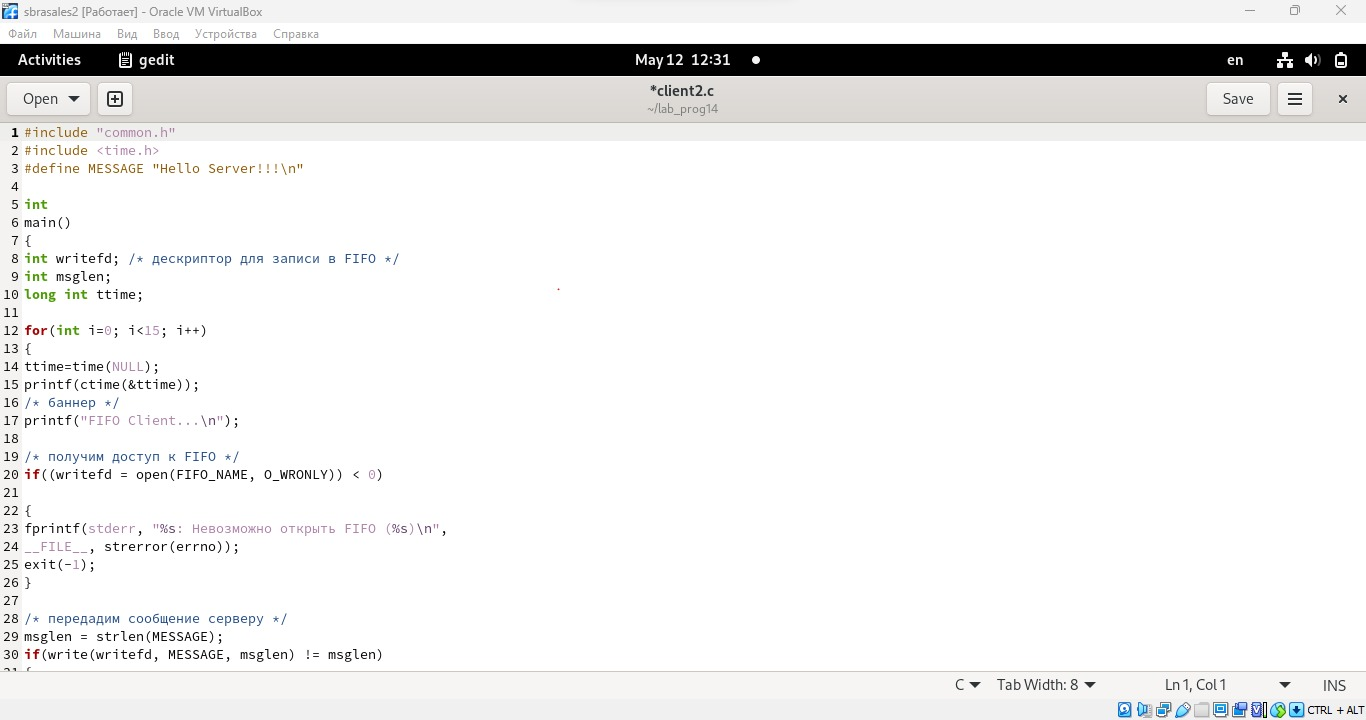 sbrasales2 [Работает] - Oracle VM VirtualBox
Файл Машина Вид Ввод Устройства Справка
Activities gedit May 12 12:31 en
Open *client2.c Save
~/lab_prog14
1 #include "common.h"
2 #include <time.h>
3 #define MESSAGE "Hello Server!!!\n"
4
5 int
6 main()
7 {
8 int writefd; /* дескриптор для записи в FIFO */
9 int msglen;
10 long int ttime;
11
12 for(int i=0; i<15; i++)
13 {
14 ttime=time(NULL);
15 printf(ctime(&ttime));
16 /* баннер */
17 printf("FIFO Client...\n");
18
19 /* получим доступ к FIFO */
20 if((writefd = open(FIFO_NAME, O_WRONLY)) < 0)
21
22 {
23 fprintf(stderr, "%s: Невозможно открыть FIFO (%s)\n",
24 __FILE__, strerror(errno));
25 exit(-1);
26 }
27
28 /* передадим сообщение серверу */
29 msglen = strlen(MESSAGE);
30 if(write(writefd, MESSAGE, msglen) != msglen)
31 {
C Tab Width: 8 Ln 1, Col 1 INS
CTRL + ALT